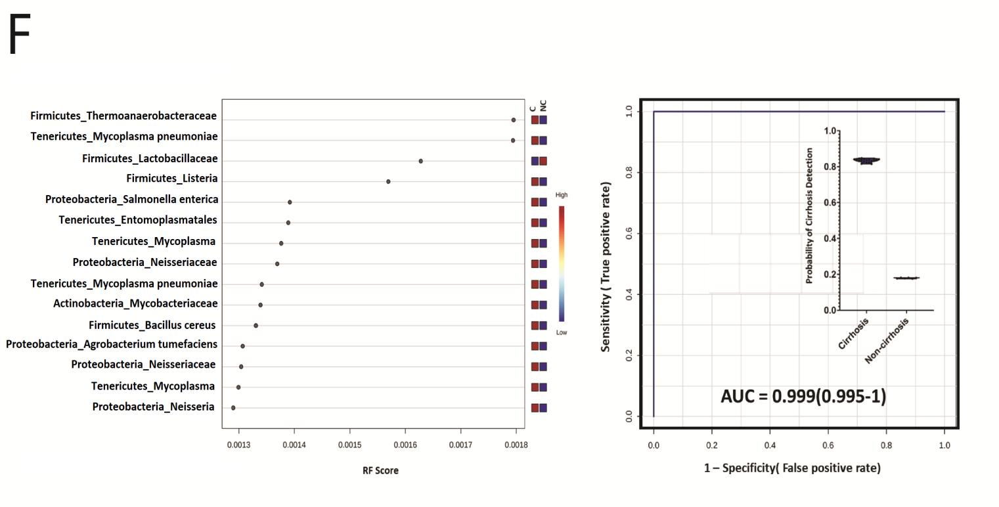 F
C
NC
Firmicutes_Thermoanaerobacteraceae
Tenericutes_Mycoplasma pneumoniae
Firmicutes_Lactobacillaceae
Firmicutes_Listeria
Proteobacteria_Salmonella enterica
Tenericutes_Entomoplasmatales
Tenericutes_Mycoplasma
Proteobacteria_Neisseriaceae
Tenericutes_Mycoplasma pneumoniae
Actinobacteria_Mycobacteriaceae
Firmicutes_Bacillus cereus
Proteobacteria_Agrobacterium tumefaciens
Proteobacteria_Neisseriaceae
Tenericutes_Mycoplasma
Proteobacteria_Neisseria
0.0013 0.0014 0.0015 0.0016 0.0017 0.0018
RF Score
High
Low
Sensitivity ( True positive rate)
1.0
0.8
0.6
0.4
0.2
0.0
Probability of Cirrhosis Detection
1.0
0.8
0.6
0.4
0.2
0.0
Cirrhosis
Non-cirrhosis
AUC = 0.999(0.995-1)
0.0 0.2 0.4 0.6 0.8 1.0
1 – Specificity( False positive rate)